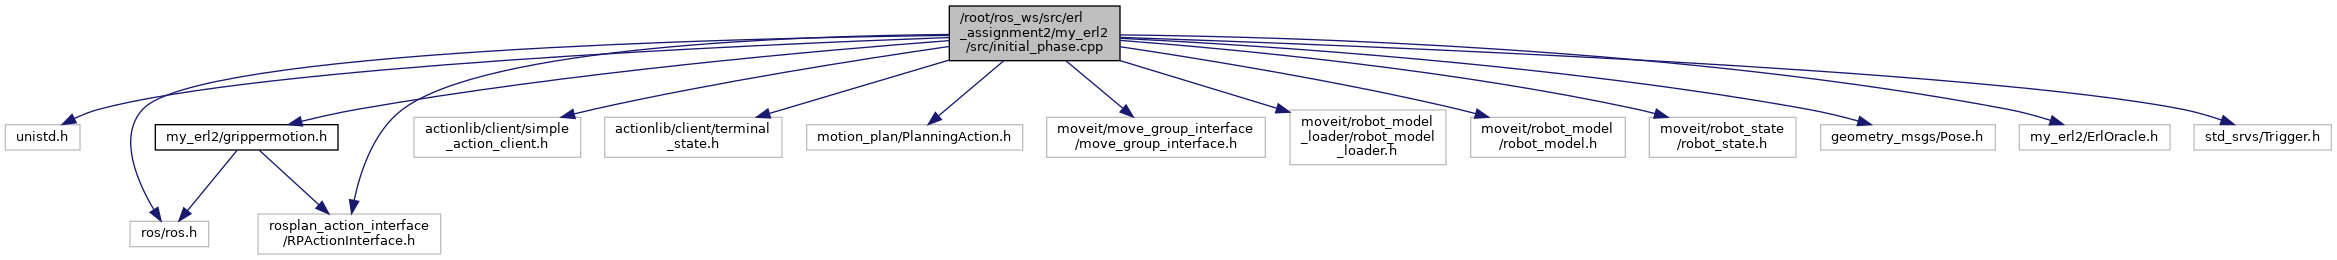 /root/ros_ws/src/erl
_assignment2/my_erl2
/src/initial_phase.cpp
unistd.h
my_erl2/grippermotion.h
actionlib/client/simple
_action_client.h
actionlib/client/terminal
_state.h
motion_plan/PlanningAction.h
moveit/move_group_interface
/move_group_interface.h
moveit/robot_model
_loader/robot_model
_loader.h
moveit/robot_model
/robot_model.h
moveit/robot_state
/robot_state.h
geometry_msgs/Pose.h
my_erl2/ErlOracle.h
std_srvs/Trigger.h
ros/ros.h
rosplan_action_interface
/RPActionInterface.h